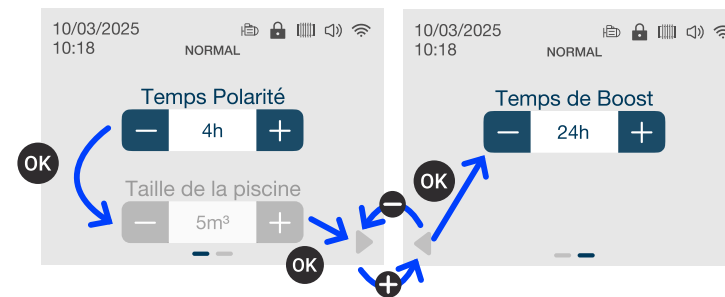 10/03/2025
10:18
NORMAL
Temps Polarité
− 4h +
OK
Taille de la piscine
− 5m³ +
OK
10/03/2025
10:18
NORMAL
Temps de Boost
− 24h +
OK
−
+